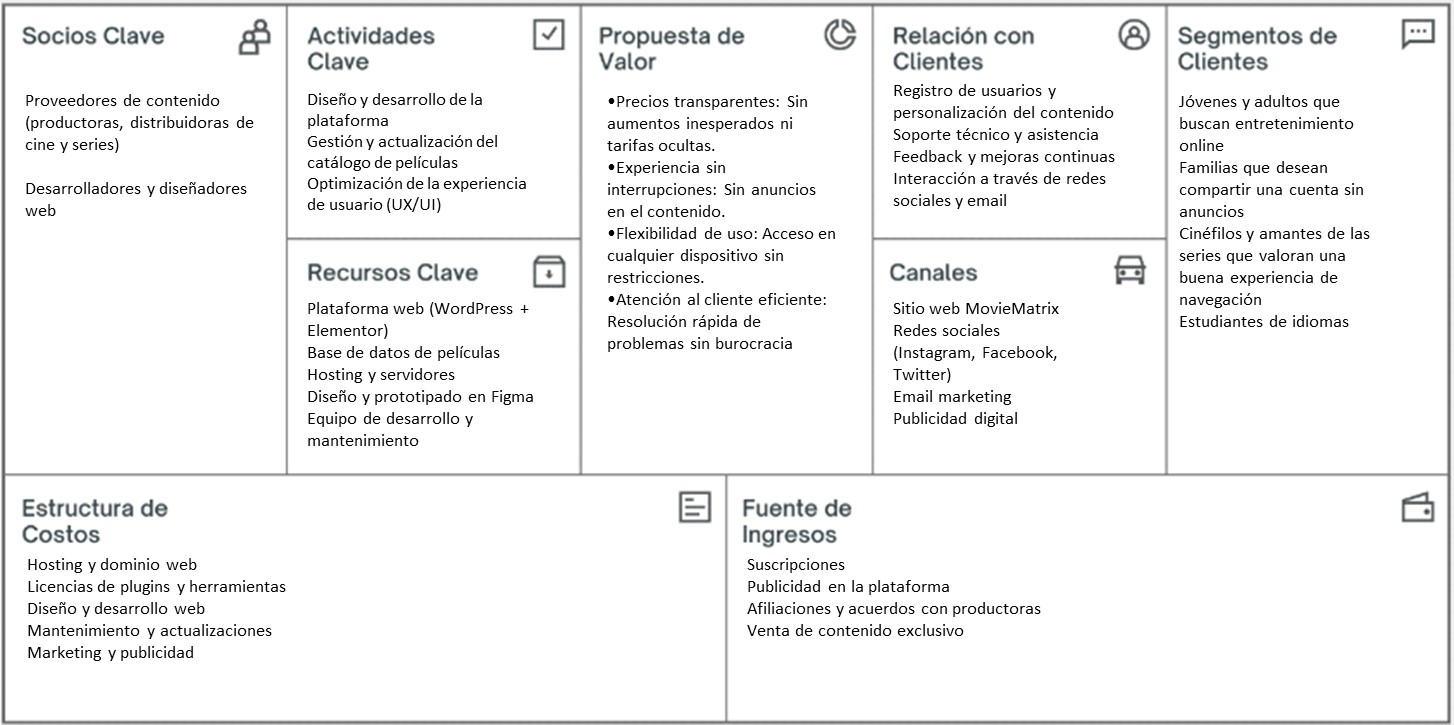 Socios Clave
Proveedores de contenido
(productoras, distribuidoras de
cine y series)
Desarrolladores y diseñadores
web
Actividades
Clave
Diseño y desarrollo de la
plataforma
Gestión y actualización del
catálogo de películas
Optimización de la experiencia
de usuario (UX/UI)
Recursos Clave
Plataforma web (WordPress +
Elementor)
Base de datos de películas
Hosting y servidores
Diseño y prototipado en Figma
Equipo de desarrollo y
mantenimiento
Propuesta de
Valor
•Precios transparentes: Sin
aumentos inesperados ni
tarifas ocultas.
•Experiencia sin
interrupciones: Sin anuncios
en el contenido.
•Flexibilidad de uso: Acceso en
cualquier dispositivo sin
restricciones.
•Atención al cliente eficiente:
Resolución rápida de
problemas sin burocracia
Relación con
Clientes
Registro de usuarios y
personalización del contenido
Soporte técnico y asistencia
Feedback y mejoras continuas
Interacción a través de redes
sociales y email
Canales
Sitio web MovieMatrix
Redes sociales
(Instagram, Facebook,
Twitter)
Email marketing
Publicidad digital
Segmentos de
Clientes
Jóvenes y adultos que
buscan entretenimiento
online
Familias que desean
compartir una cuenta sin
anuncios
Cinéfilos y amantes de las
series que valoran una
buena experiencia de
navegación
Estudiantes de idiomas
Estructura de
Costos
Hosting y dominio web
Licencias de plugins y herramientas
Diseño y desarrollo web
Mantenimiento y actualizaciones
Marketing y publicidad
Fuente de
Ingresos
Suscripciones
Publicidad en la plataforma
Afiliaciones y acuerdos con productoras
Venta de contenido exclusivo